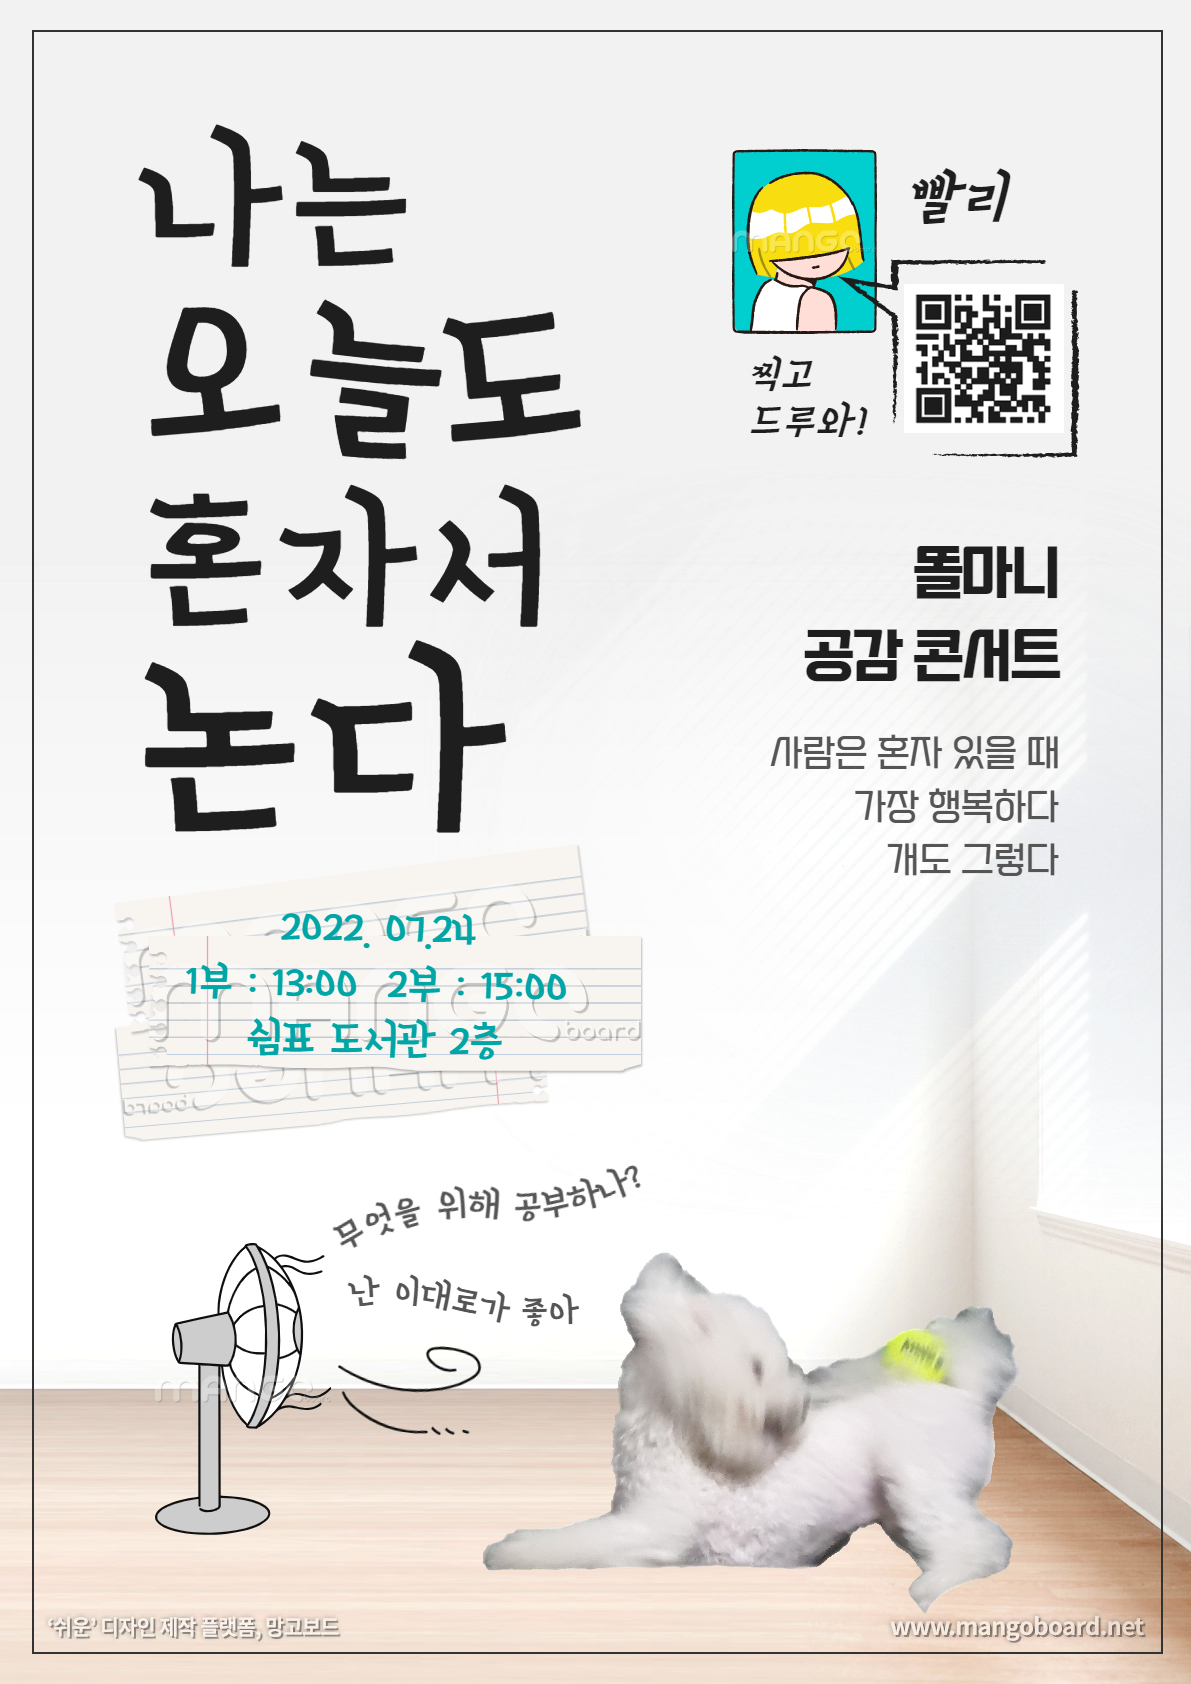 나는
오늘도
혼자서
논다
빨리
찍고
드루와!
똘마니
공감 콘서트
사람은 혼자 있을 때
가장 행복하다
개도 그렇다
2022. 07.24
1부 : 13:00 2부 : 15:00
쉼표 도서관 2층
무엇을 위해 공부하나?
난 이대로가 좋아
'쉬운' 디자인 제작 플랫폼, 망고보드
www.mangoboard.net
MANGO
mango
board
board
MANGO